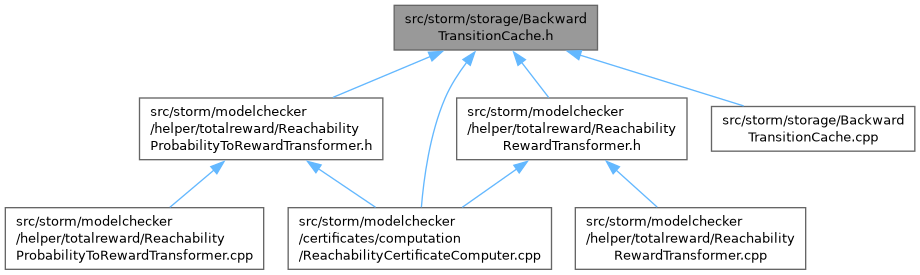 src/storm/storage/Backward
TransitionCache.h
src/storm/modelchecker
/helper/totalreward/Reachability
ProbabilityToRewardTransformer.h
src/storm/modelchecker
/helper/totalreward/Reachability
RewardTransformer.h
src/storm/storage/Backward
TransitionCache.cpp
src/storm/modelchecker
/helper/totalreward/Reachability
ProbabilityToRewardTransformer.cpp
src/storm/modelchecker
/certificates/computation
/ReachabilityCertificateComputer.cpp
src/storm/modelchecker
/helper/totalreward/Reachability
RewardTransformer.cpp